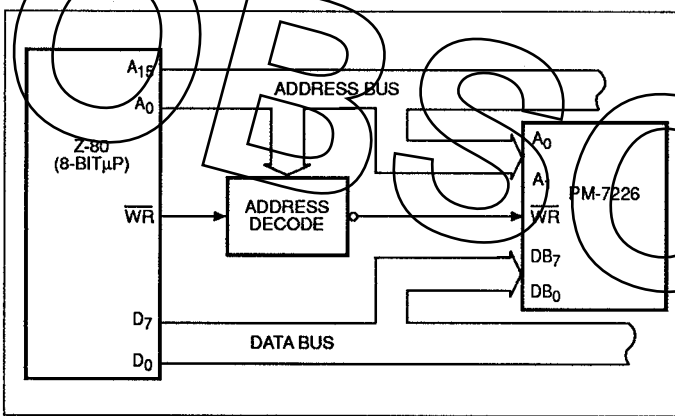 OBSO
A15
ADDRESS BUS
A0
Z-80
(8-BITμP)
A0
A1
PM-7226
WR
ADDRESS
DECODE
WR
DB7
DB0
D7
DATA BUS
D0